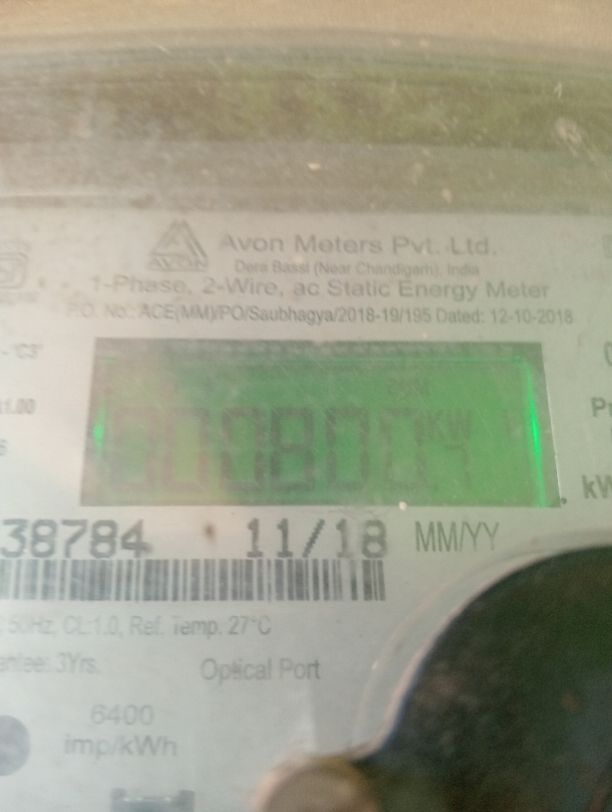 AVON
Avon Meters Pvt. Ltd.
Dera Bassi (Near Chandigarh), India
1-Phase, 2-Wire, ac Static Energy Meter
P.O. No.: ACE(MM)/PO/Saubhagya/2018-19/195 Dated: 12-10-2018
KW
38784 11/18 MM/YY
50Hz, CL:1.0, Ref. Temp. 27°C
3Yrs.
Optical Port
6400
imp/kWh